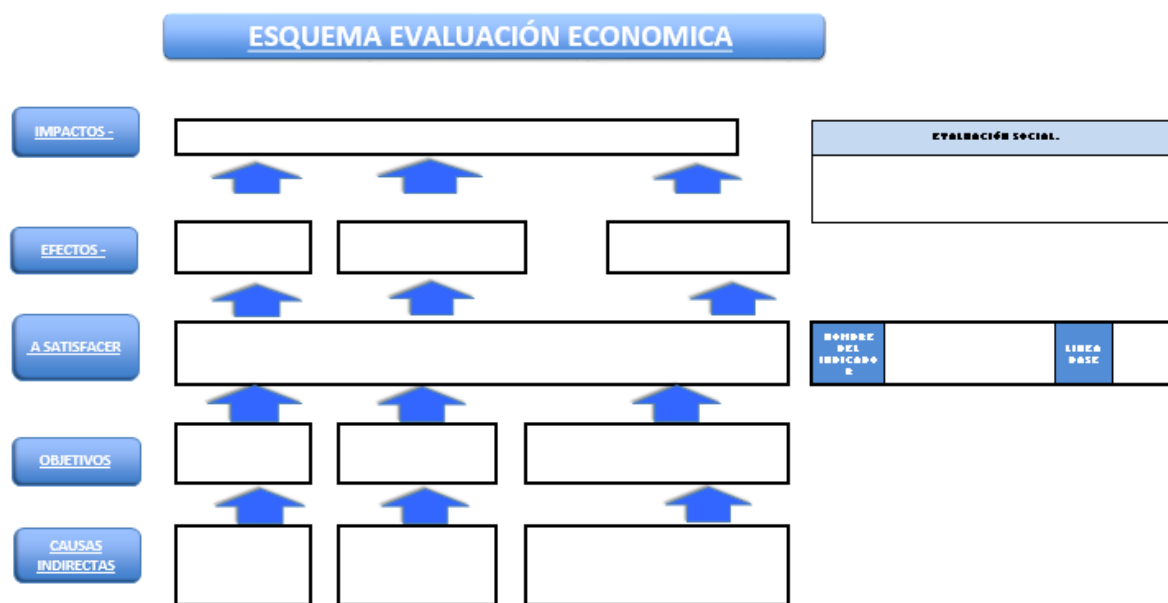 ESQUEMA EVALUACIÓN ECONOMICA
IMPACTOS -
EVALUACIÓN SOCIAL.
EFECTOS -
A SATISFACER
NOMBRE
DEL
INDICADO
R
LINEA
BASE
OBJETIVOS
CAUSAS
INDIRECTAS